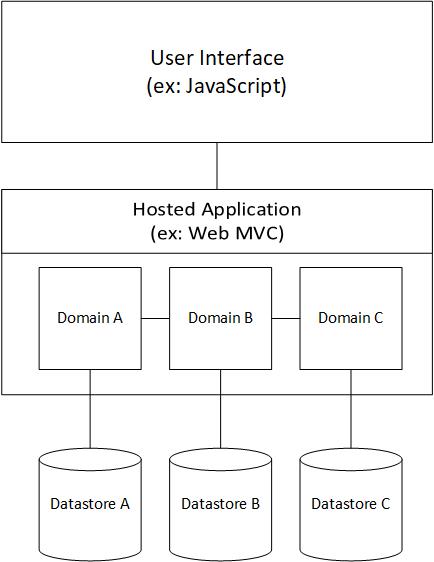 User Interface
(ex: JavaScript)
Hosted Application
(ex: Web MVC)
Domain A
Domain B
Domain C
Datastore A
Datastore B
Datastore C